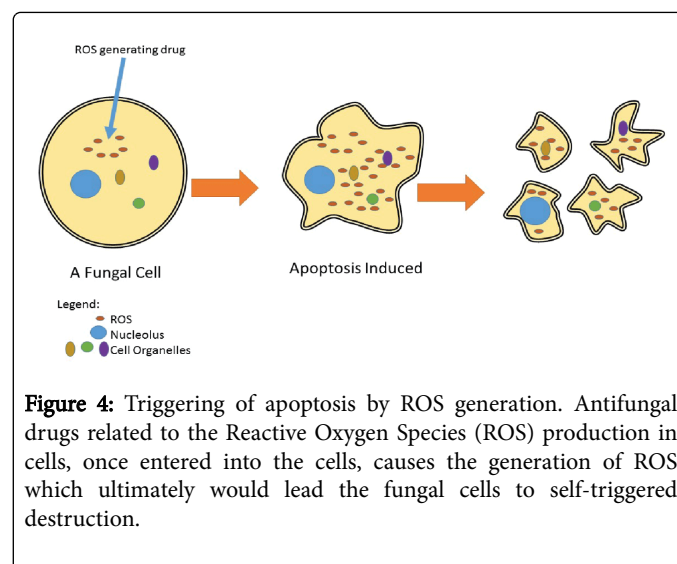 ROS generating drug
A Fungal Cell
Apoptosis Induced
Legend:
ROS
Nucleolus
Cell Organelles
Figure 4: Triggering of apoptosis by ROS generation. Antifungal
drugs related to the Reactive Oxygen Species (ROS) production in
cells, once entered into the cells, causes the generation of ROS
which ultimately would lead the fungal cells to self-triggered
destruction.